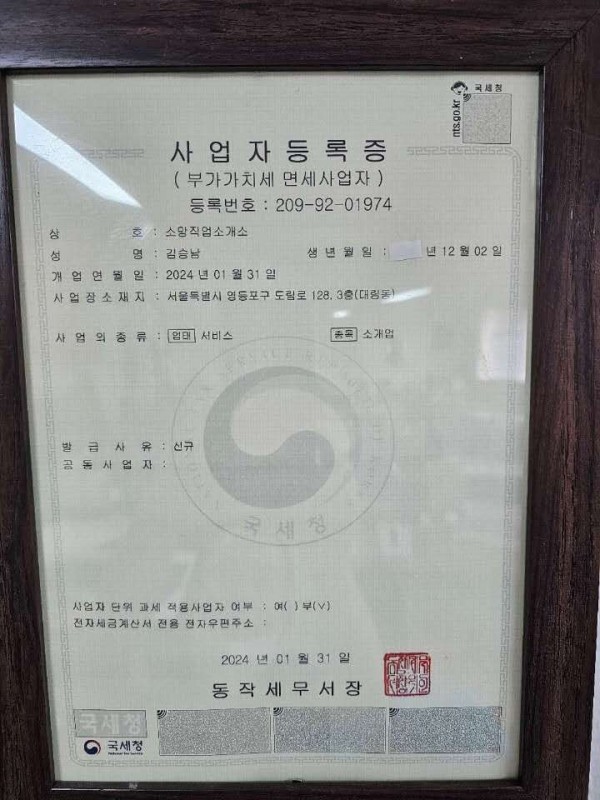 국세청
nts.go.kr
사업자등록증
( 부가가치세 면세사업자 )
등록번호 : 209-92-01974
상 호 : 소망직업소개소
성 명 : 김승남 생년월일 : 년 12 월 02 일
개업연월일 : 2024 년 01 월 31 일
사업장소재지 : 서울특별시 영등포구 도림로 128, 3층(대림동)
사업의종류 : 업태 서비스 종목 소개업
발급사유 : 신규
공동사업자 :
국세청
사업자 단위 과세 적용사업자 여부 : 여( ) 부(∨)
전자세금계산서 전용 전자우편주소 :
2024 년 01 월 31 일
동작세무서장
국세청
국세청